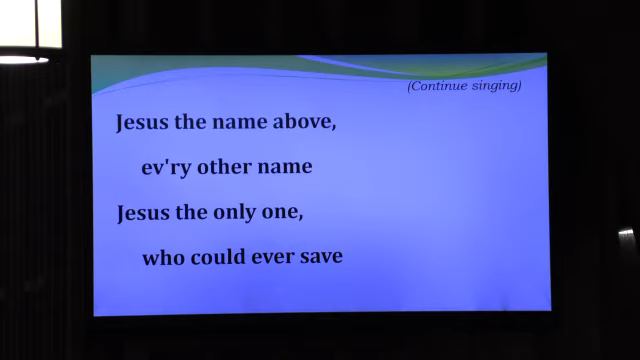 (Continue singing)
Jesus the name above,
ev'ry other name
Jesus the only one,
who could ever save